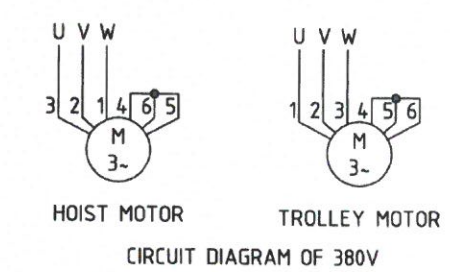 U V W
3 2 1 4 6 5
M
3~
HOIST MOTOR
U V W
1 2 3 4 5 6
M
3~
TROLLEY MOTOR
CIRCUIT DIAGRAM OF 380V